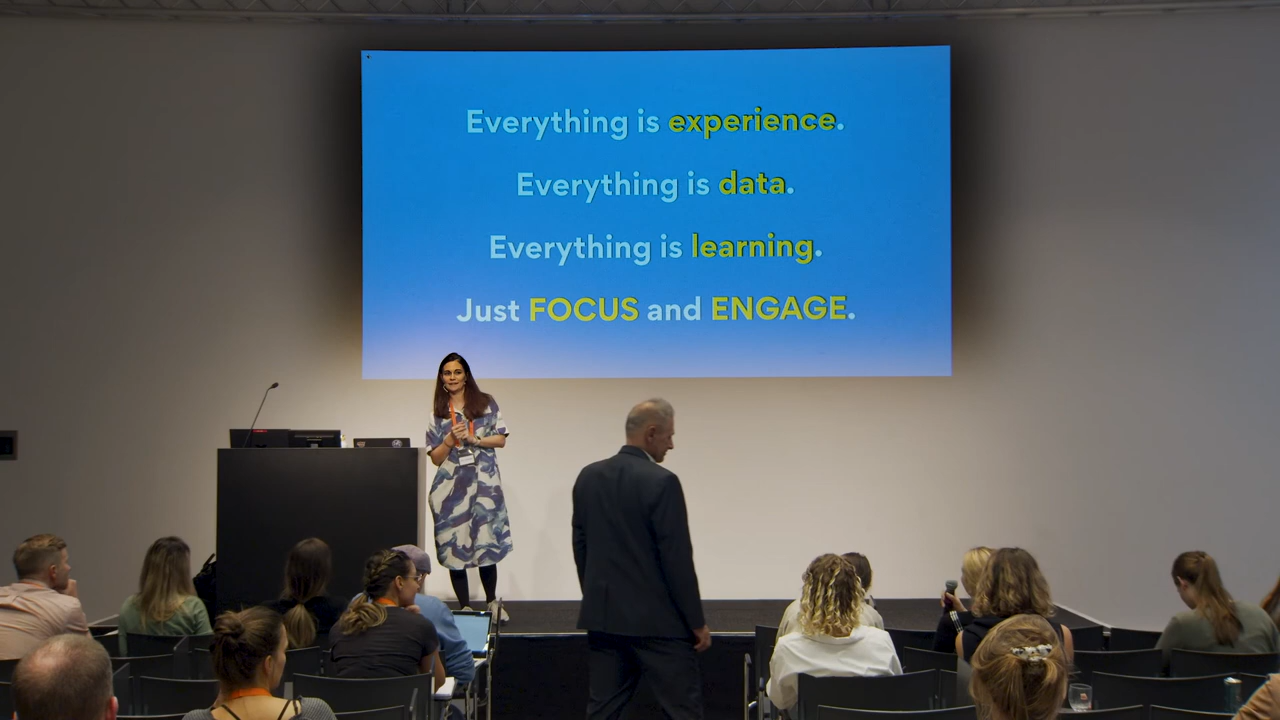 Everything is experience.
Everything is data.
Everything is learning.
Just FOCUS and ENGAGE.